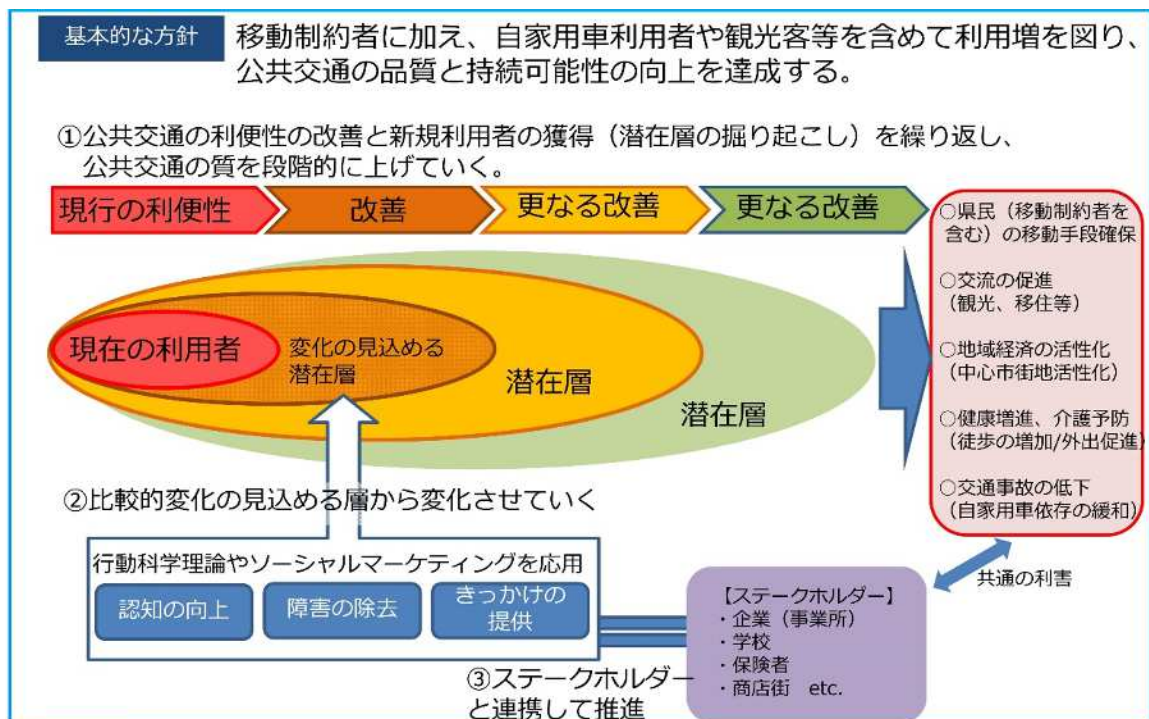 基本的な方針
移動制約者に加え、自家用車利用者や観光客等を含めて利用増を図り、
公共交通の品質と持続可能性の向上を達成する。
①公共交通の利便性の改善と新規利用者の獲得（潜在層の掘り起こし）を繰り返し、
公共交通の質を段階的に上げていく。
現行の利便性
改善
更なる改善
更なる改善
現在の利用者
変化の見込める
潜在層
潜在層
潜在層
○県民（移動制約者を
含む）の移動手段確保
○交流の促進
（観光、移住等）
○地域経済の活性化
（中心市街地活性化）
○健康増進、介護予防
（徒歩の増加/外出促進）
○交通事故の低下
（自家用車依存の緩和）
②比較的変化の見込める層から変化させていく
行動科学理論やソーシャルマーケティングを応用
認知の向上
障害の除去
きっかけの
提供
共通の利害
【ステークホルダー】
・企業（事業所）
・学校
・保険者
・商店街　etc.
③ステークホルダー
と連携して推進